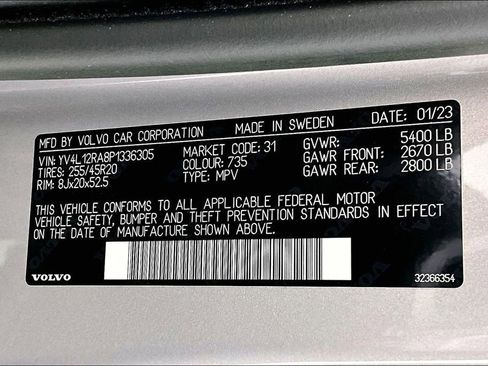 MFD BY VOLVO CAR CORPORATION MADE IN SWEDEN DATE 01/23
VIN: YV4L12RA8P1336305 MARKET: 31 GVWR: 5400 LB
TIRES: 255/45R20 COLOUR: 735 GAWR FRONT: 2670 LB
RIM: 8Jx20x52.5 TYPE: MPV GAWR REAR: 2800 LB
THIS VEHICLE CONFORMS TO ALL APPLICABLE FEDERAL MOTOR
VEHICLE SAFETY, BUMPER AND THEFT PREVENTION STANDARDS IN EFFECT
ON THE DATE OF MANUFACTURE SHOWN ABOVE.
VOLVO 32366354